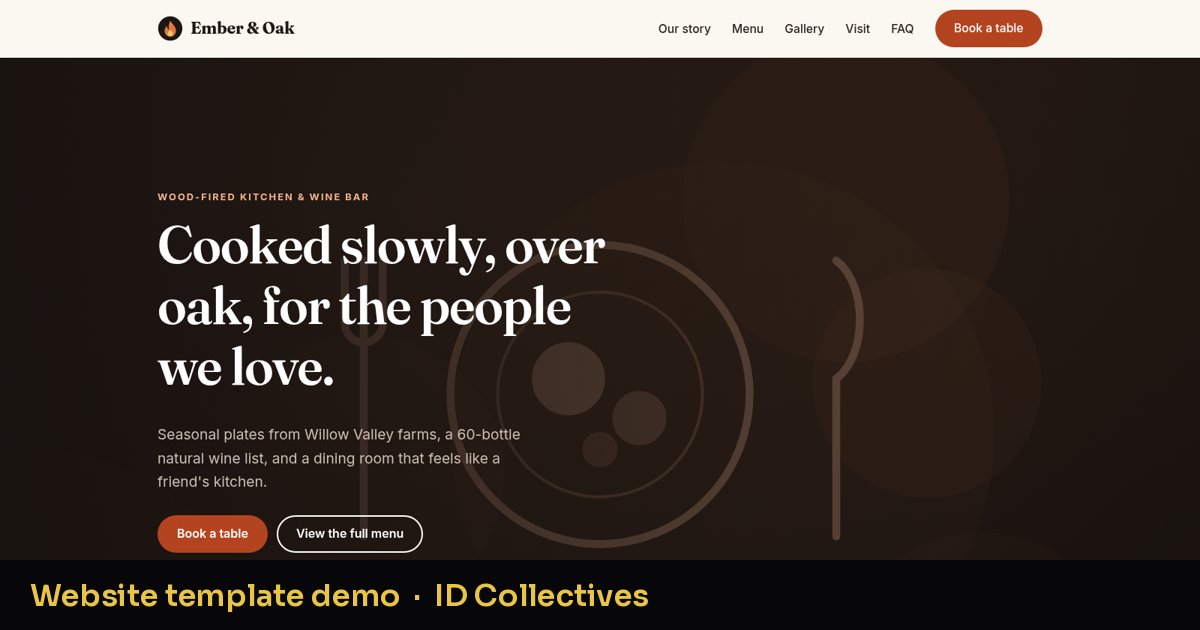 Ember & Oak
Our story Menu Gallery Visit FAQ Book a table
WOOD-FIRED KITCHEN & WINE BAR
Cooked slowly, over
oak, for the people
we love.
Seasonal plates from Willow Valley farms, a 60-bottle
natural wine list, and a dining room that feels like a
friend's kitchen.
Book a table View the full menu
Website template demo · ID Collectives